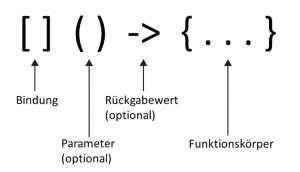 [ ] ( ) -> { . . . }
Bindung
Rückgabewert
(optional)
Parameter
(optional)
Funktionskörper